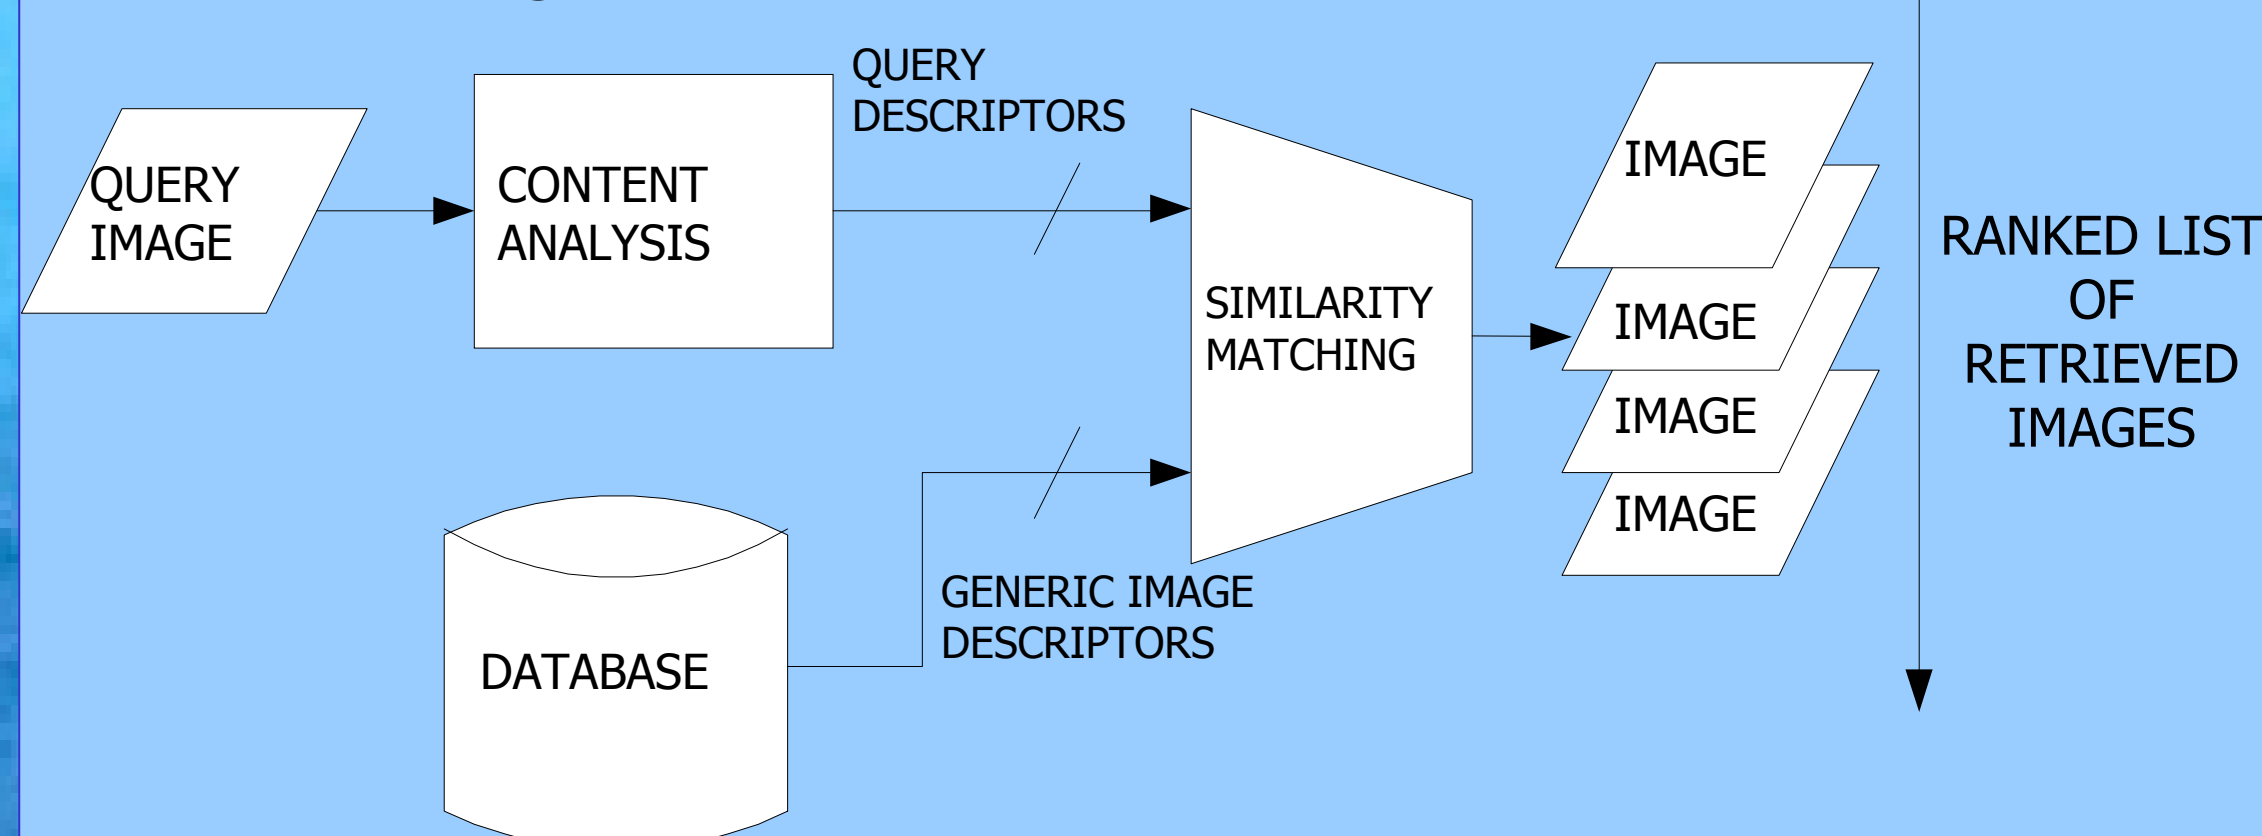 QUERY
DESCRIPTORS
QUERY
IMAGE
CONTENT
ANALYSIS
SIMILARITY
MATCHING
IMAGE
IMAGE
IMAGE
IMAGE
RANKED LIST
OF
RETRIEVED
IMAGES
GENERIC IMAGE
DESCRIPTORS
DATABASE